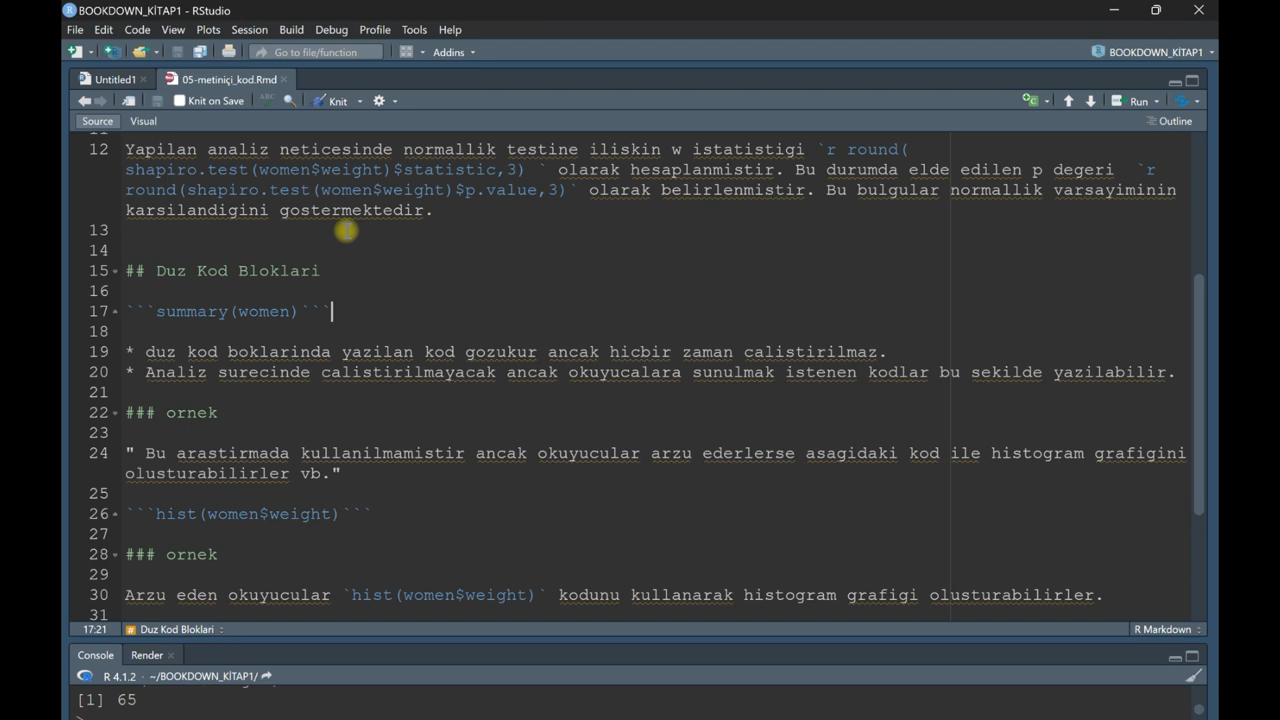 BOOKDOWN_KİTAP1 - RStudio
File Edit Code View Plots Session Build Debug Profile Tools Help
Go to file/function Addins BOOKDOWN_KİTAP1
Untitled1 05-metiniçi_kod.Rmd
Knit on Save ABC Knit Run
Source Visual Outline
11
12 Yapilan analiz neticesinde normallik testine iliskin w istatistigi `r round(
shapiro.test(women$weight)$statistic,3) ` olarak hesaplanmistir. Bu durumda elde edilen p degeri `r
round(shapiro.test(women$weight)$p.value,3)` olarak belirlenmistir. Bu bulgular normallik varsayiminin
karsilandigini gostermektedir.
13
14
15 ## Duz Kod Bloklari
16
17 ```summary(women)```
18
19 * duz kod boklarinda yazilan kod gozukur ancak hicbir zaman calistirilmaz.
20 * Analiz surecinde calistirilmayacak ancak okuyucalara sunulmak istenen kodlar bu sekilde yazilabilir.
21
22 ### ornek
23
24 " Bu arastirmada kullanilmamistir ancak okuyucular arzu ederlerse asagidaki kod ile histogram grafigini
olusturabilirler vb."
25
26 ```hist(women$weight)```
27
28 ### ornek
29
30 Arzu eden okuyucular `hist(women$weight)` kodunu kullanarak histogram grafigi olusturabilirler.
31
17:21 # Duz Kod Bloklari R Markdown
Console Render
R 4.1.2 · ~/BOOKDOWN_KİTAP1/
[1] 65
>